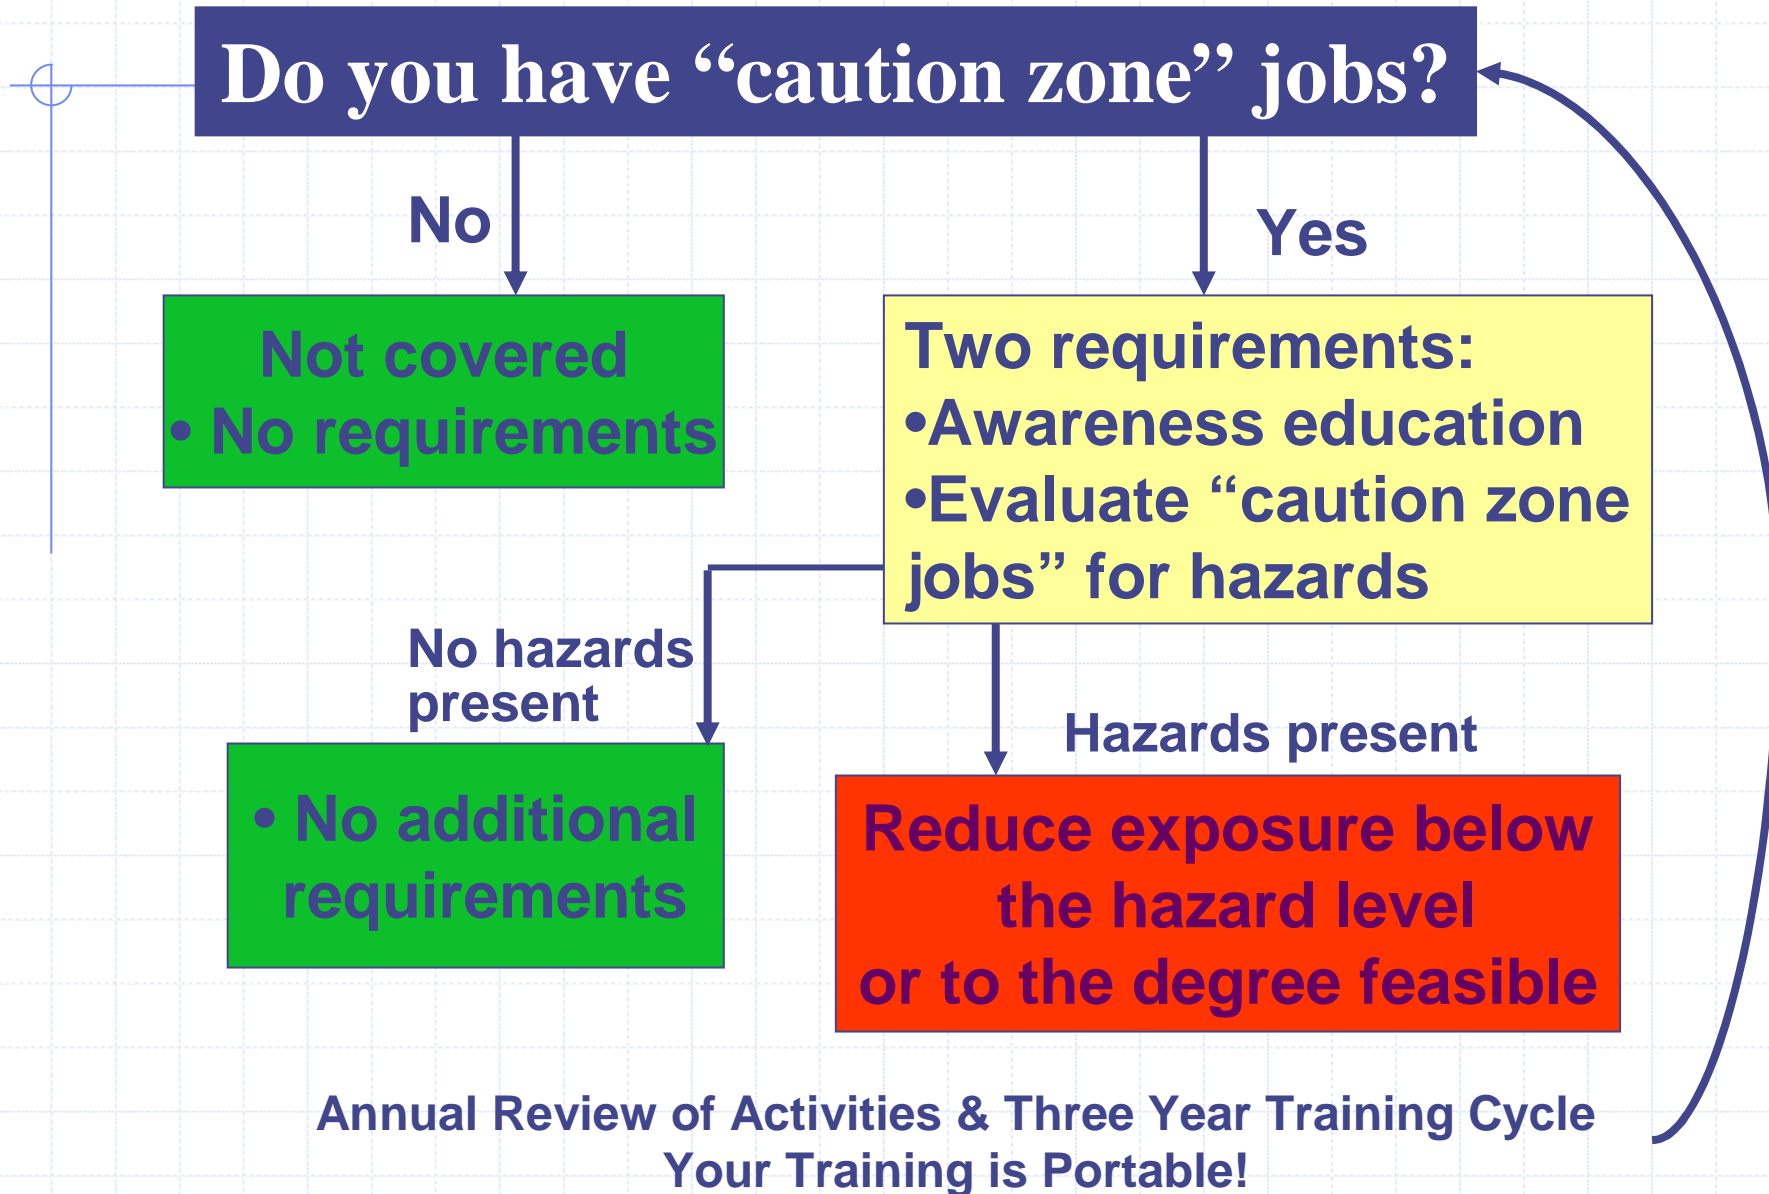 Do you have “caution zone” jobs?
No
Yes
Not covered
• No requirements
Two requirements:
•Awareness education
•Evaluate “caution zone
jobs” for hazards
No hazards
present
Hazards present
• No additional
requirements
Reduce exposure below
the hazard level
or to the degree feasible
Annual Review of Activities & Three Year Training Cycle
Your Training is Portable!